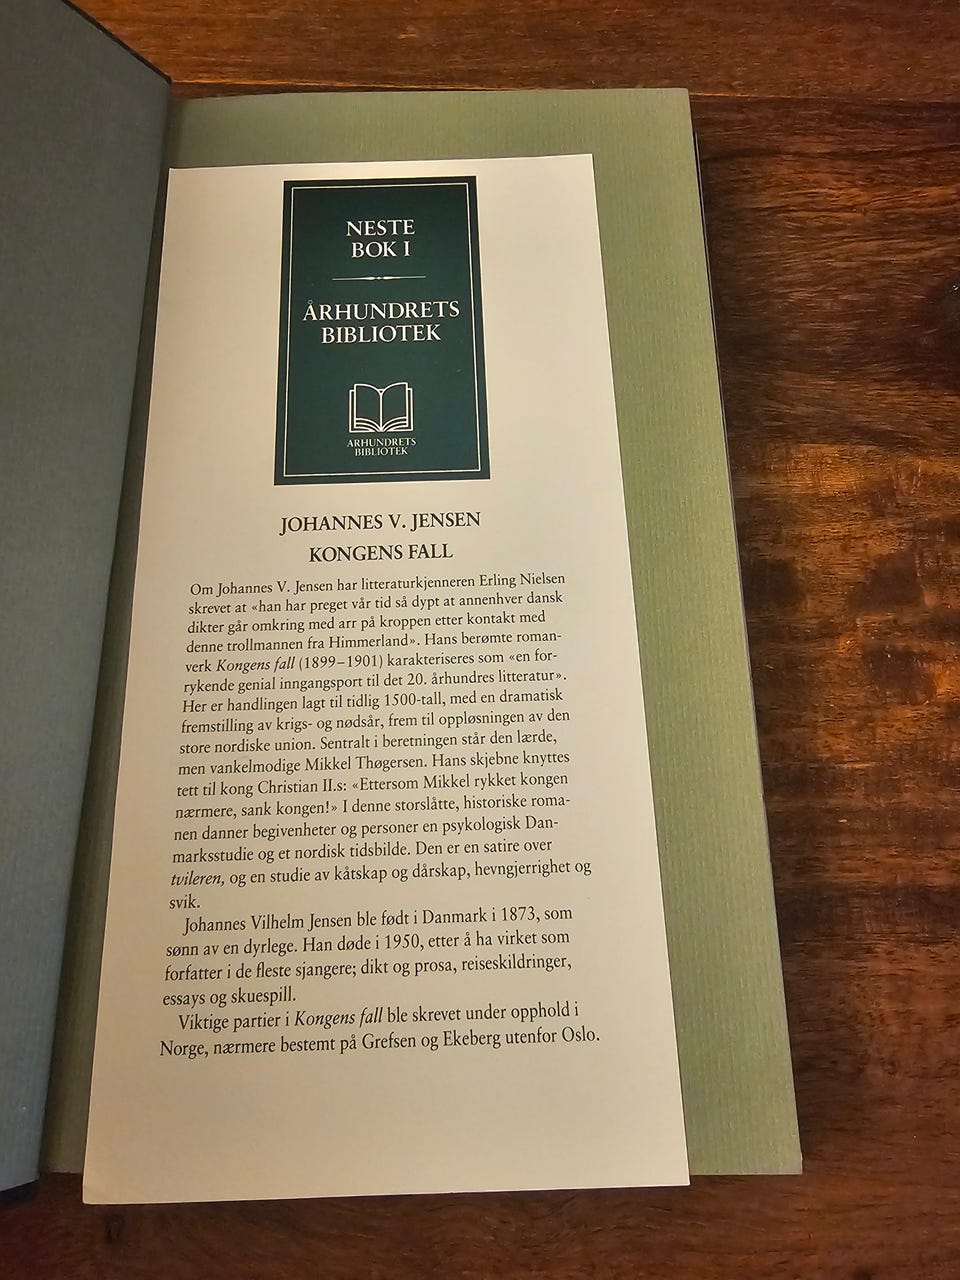 NESTE
BOK I
ÅRHUNDRETS
BIBLIOTEK
ÅRHUNDRETS
BIBLIOTEK
JOHANNES V. JENSEN
KONGENS FALL
Om Johannes V. Jensen har litteraturkjenneren Erling Nielsen
skrevet at «han har preget vår tid så dypt at annenhver dansk
dikter går omkring med arr på kroppen etter kontakt med
denne trollmannen fra Himmerland». Hans berømte roman-
verk Kongens fall (1899–1901) karakteriseres som «en for-
rykende genial inngangsport til det 20. århundres litteratur».
Her er handlingen lagt til tidlig 1500-tall, med en dramatisk
fremstilling av krigs- og nødsår, frem til oppløsningen av den
store nordiske union. Sentralt i beretningen står den lærde,
men vankelmodige Mikkel Thøgersen. Hans skjebne knyttes
tett til kong Christian II.s: «Ettersom Mikkel rykket kongen
nærmere, sank kongen!» I denne storslåtte, historiske roma-
nen danner begivenheter og personer en psykologisk Dan-
marksstudie og et nordisk tidsbilde. Den er en satire over
tvileren, og en studie av kåtskap og dårskap, hevngjerrighet og
svik.
Johannes Vilhelm Jensen ble født i Danmark i 1873, som
sønn av en dyrlege. Han døde i 1950, etter å ha virket som
forfatter i de fleste sjangere; dikt og prosa, reiseskildringer,
essays og skuespill.
Viktige partier i Kongens fall ble skrevet under opphold i
Norge, nærmere bestemt på Grefsen og Ekeberg utenfor Oslo.